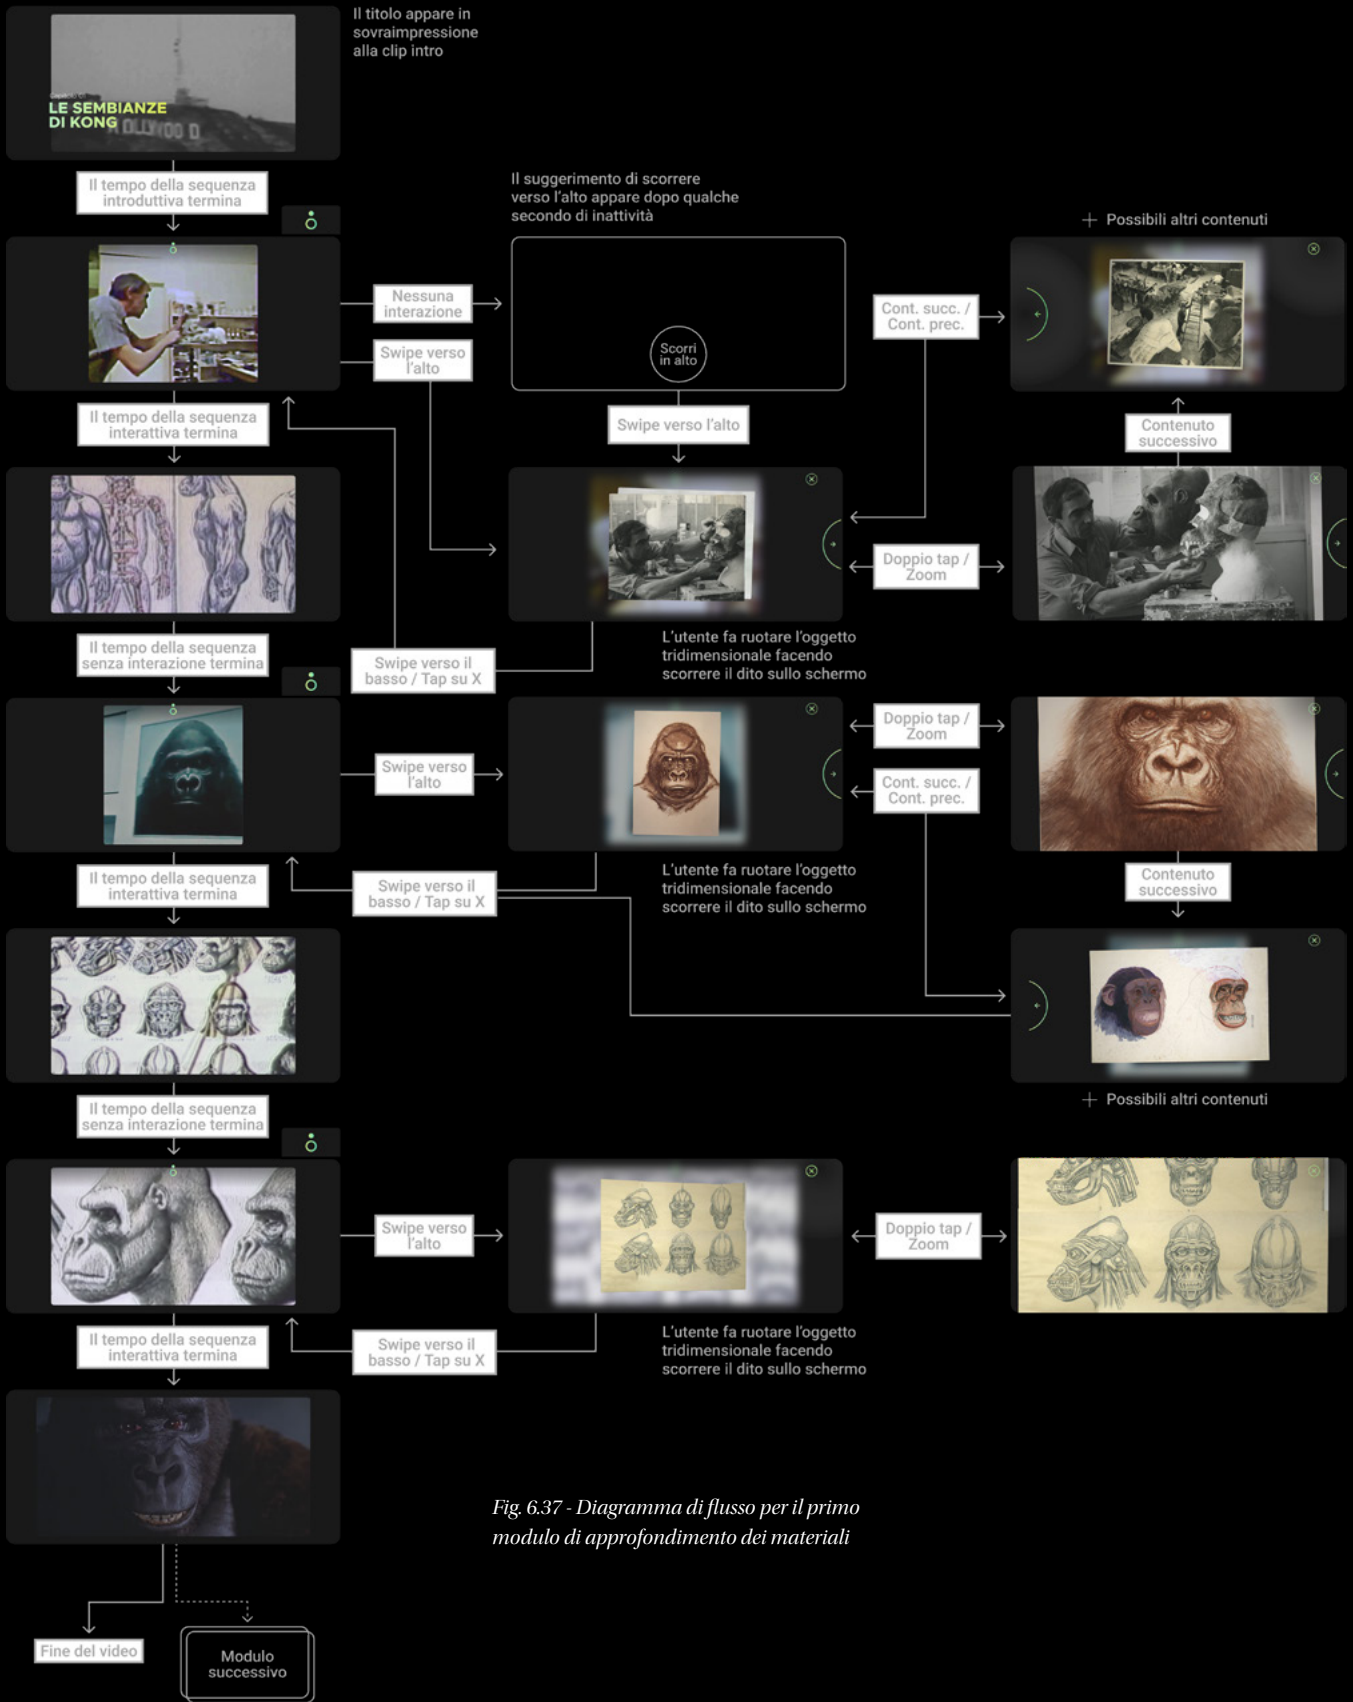 Il titolo appare in
sovraimpressione
alla clip intro
LE SEMBIANZE
DI KONG
Il tempo della sequenza
introduttiva termina
Il suggerimento di scorrere
verso l'alto appare dopo qualche
secondo di inattività
Possibili altri contenuti
Nessuna
interazione
Swipe verso
l'alto
Scorri
in alto
Cont. succ. /
Cont. prec.
Il tempo della sequenza
interattiva termina
Swipe verso l'alto
Contenuto
successivo
Doppio tap /
Zoom
Il tempo della sequenza
senza interazione termina
Swipe verso il
basso / Tap su X
L'utente fa ruotare l'oggetto
tridimensionale facendo
scorrere il dito sullo schermo
Swipe verso
l'alto
Doppio tap /
Zoom
Cont. succ. /
Cont. prec.
Il tempo della sequenza
interattiva termina
Swipe verso il
basso / Tap su X
L'utente fa ruotare l'oggetto
tridimensionale facendo
scorrere il dito sullo schermo
Contenuto
successivo
Il tempo della sequenza
senza interazione termina
Possibili altri contenuti
Swipe verso
l'alto
Doppio tap /
Zoom
Il tempo della sequenza
interattiva termina
Swipe verso il
basso / Tap su X
L'utente fa ruotare l'oggetto
tridimensionale facendo
scorrere il dito sullo schermo
Fig. 6.37 - Diagramma di flusso per il primo
modulo di approfondimento dei materiali
Fine del video
Modulo
successivo